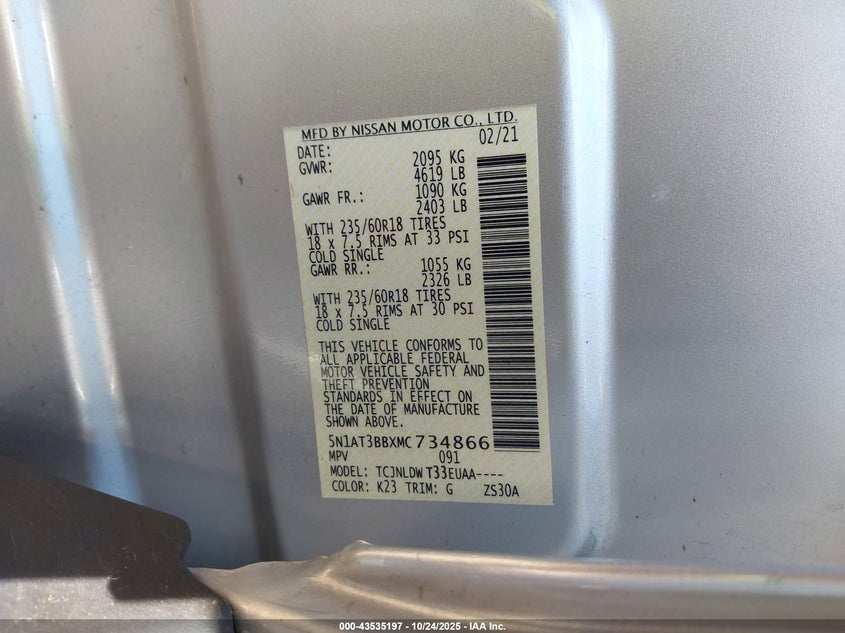 MFD BY NISSAN MOTOR CO., LTD.
DATE: 02/21
GVWR: 2095 KG
4619 LB
GAWR FR.: 1090 KG
2403 LB
WITH 235/60R18 TIRES
18 x 7.5 RIMS AT 33 PSI
COLD SINGLE
GAWR RR.: 1055 KG
2326 LB
WITH 235/60R18 TIRES
18 x 7.5 RIMS AT 30 PSI
COLD SINGLE
THIS VEHICLE CONFORMS TO
ALL APPLICABLE FEDERAL
MOTOR VEHICLE SAFETY AND
THEFT PREVENTION
STANDARDS IN EFFECT ON
THE DATE OF MANUFACTURE
SHOWN ABOVE.
5N1AT3BBXMC734866
MPV 091
MODEL: TCJNLDW T33EUAA----
COLOR: K23 TRIM: G ZS30A
000-43535197 • 10/24/2025 • IAA Inc.